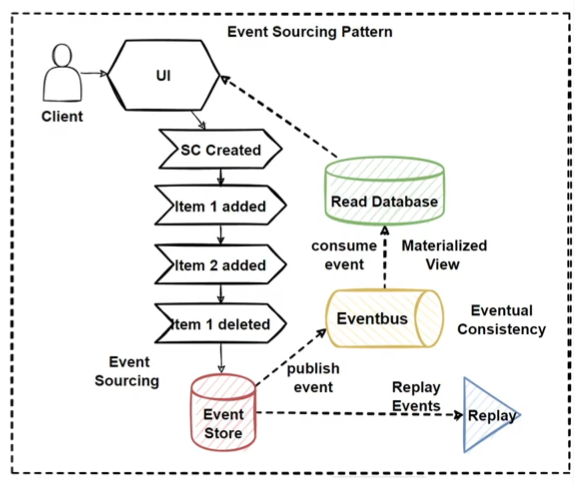 Event Sourcing Pattern
UI
Client
SC Created
Item 1 added
Read Database
consume
event
Materialized
View
Item 2 added
Item 1 deleted
Eventbus
Eventual
Consistency
Event
Sourcing
publish
event
Replay
Events
Event
Store
Replay